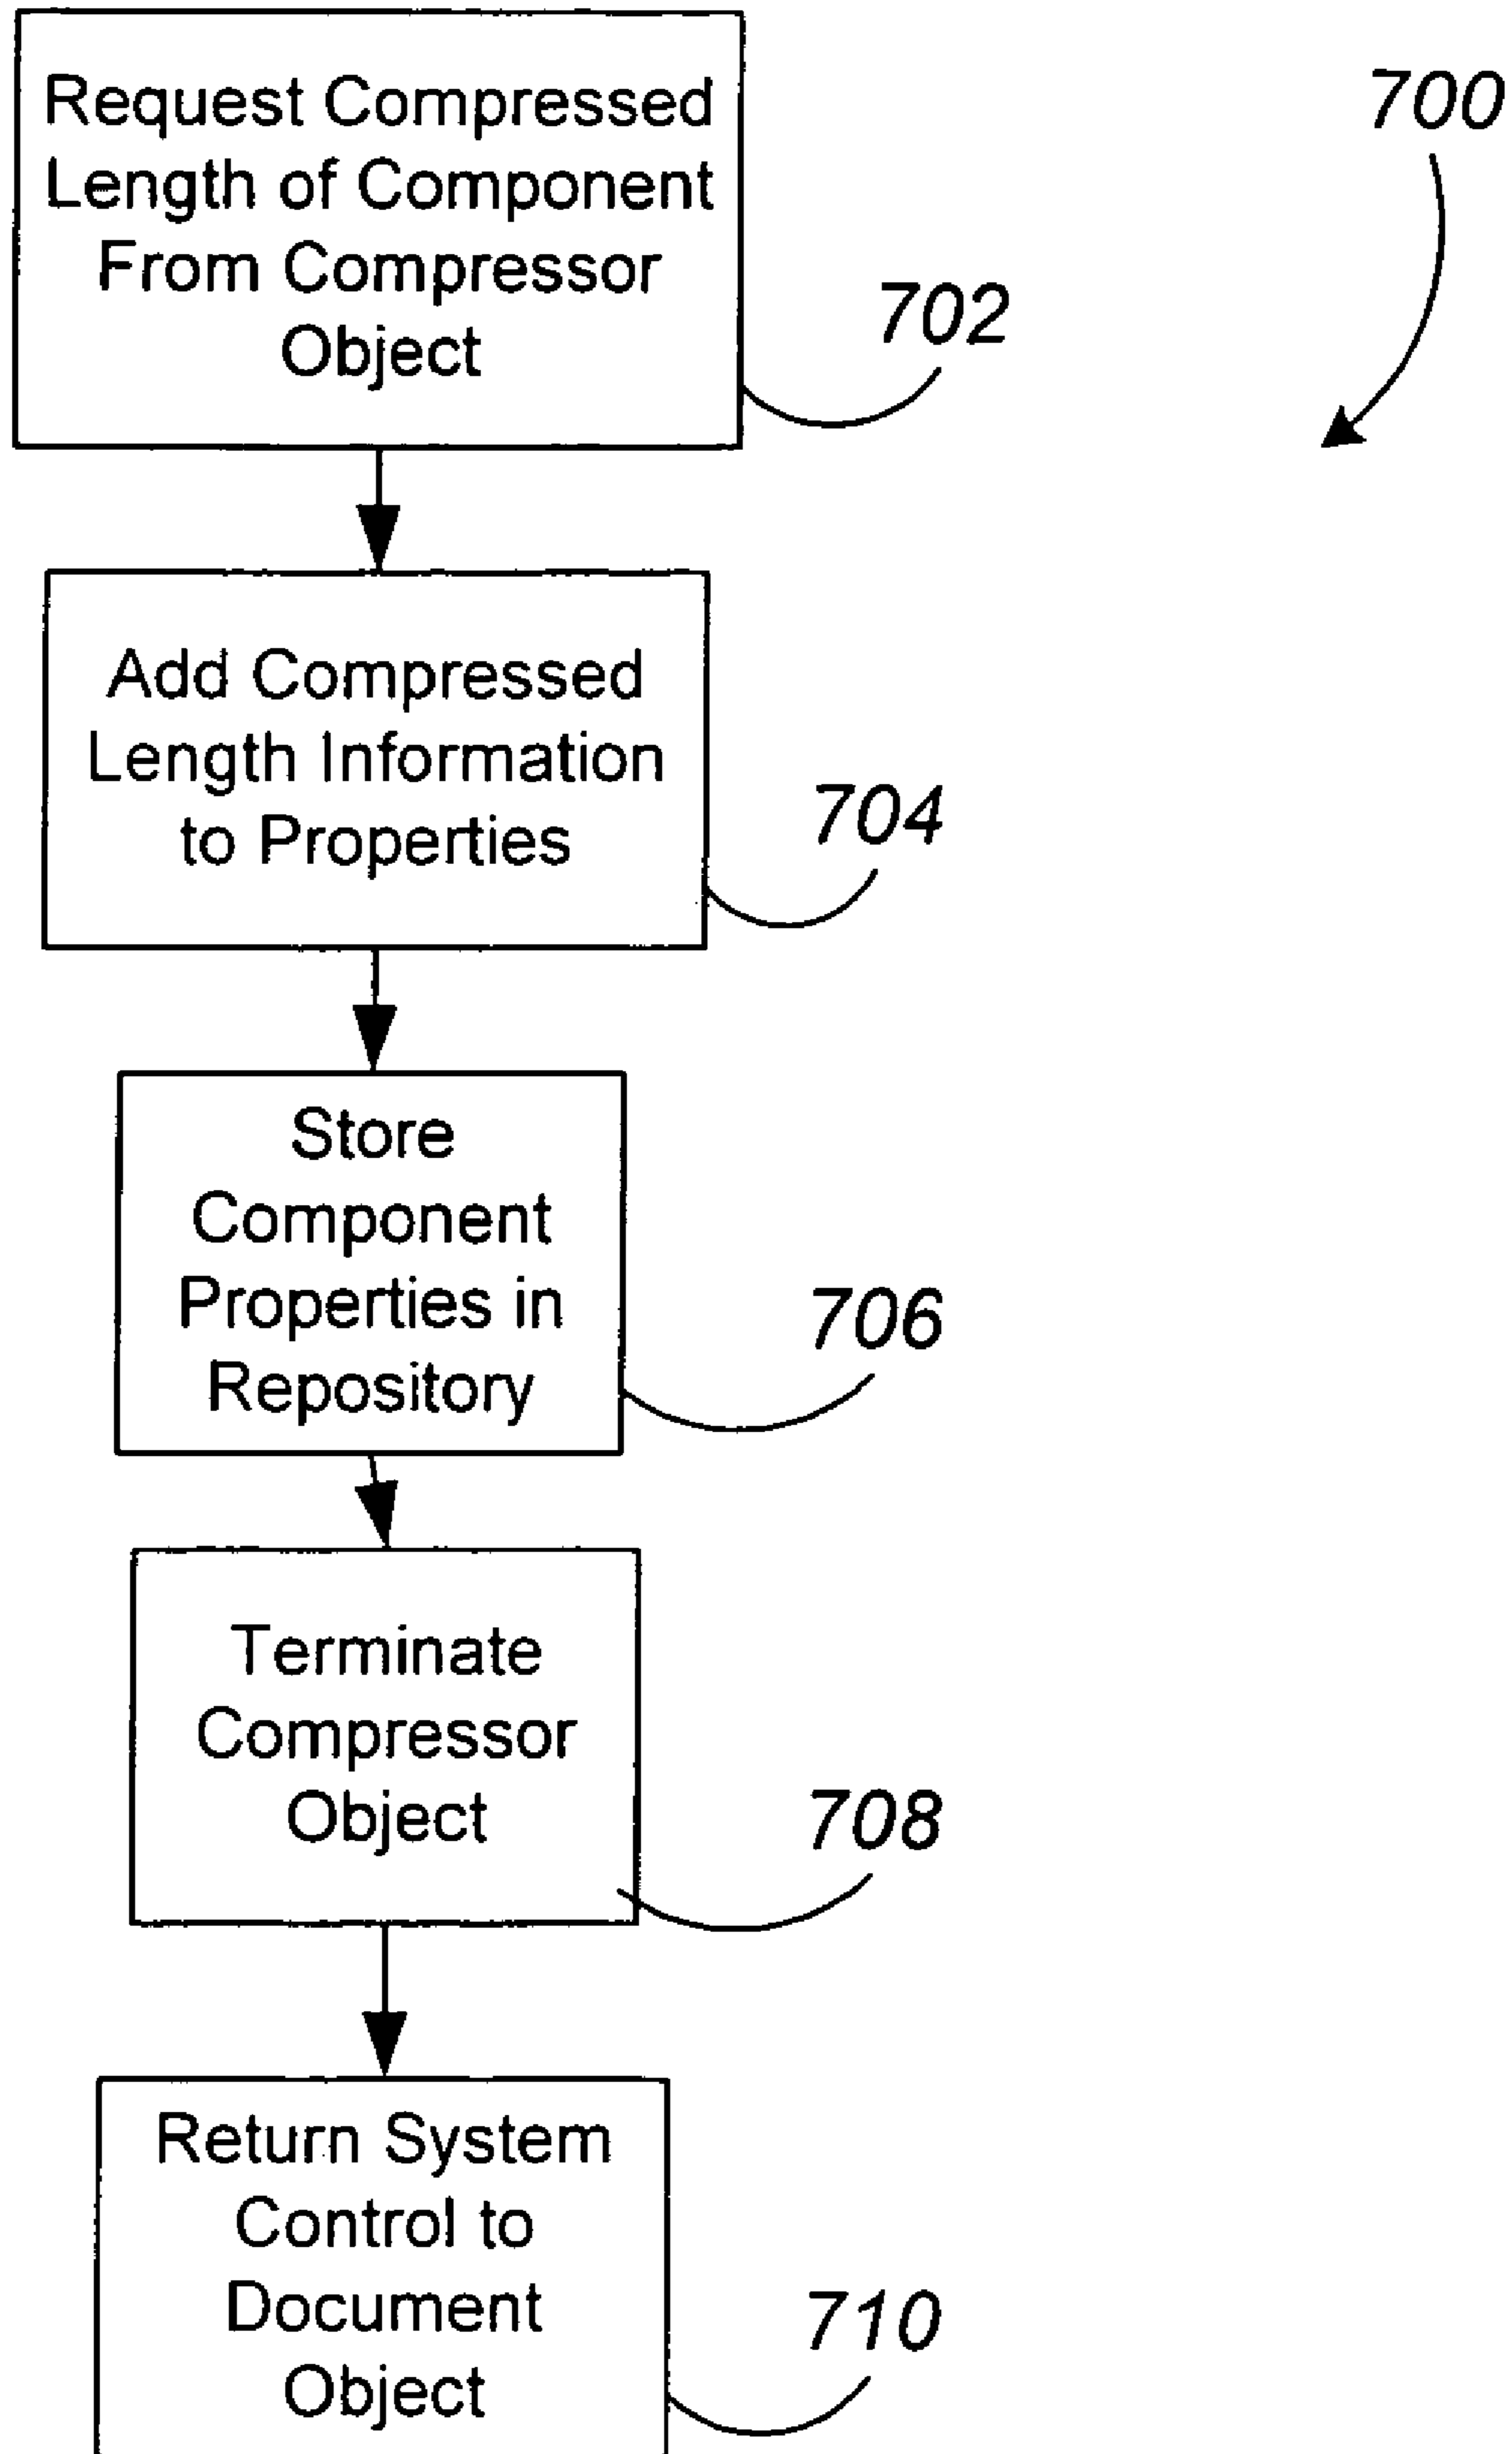 Request Compressed
Length of Component
From Compressor
Object
700
702
Add Compressed
Length Information
to Properties
704
Store
Component
Properties in
Repository
706
Terminate
Compressor
Object
708
Return System
Control to
Document
Object
710